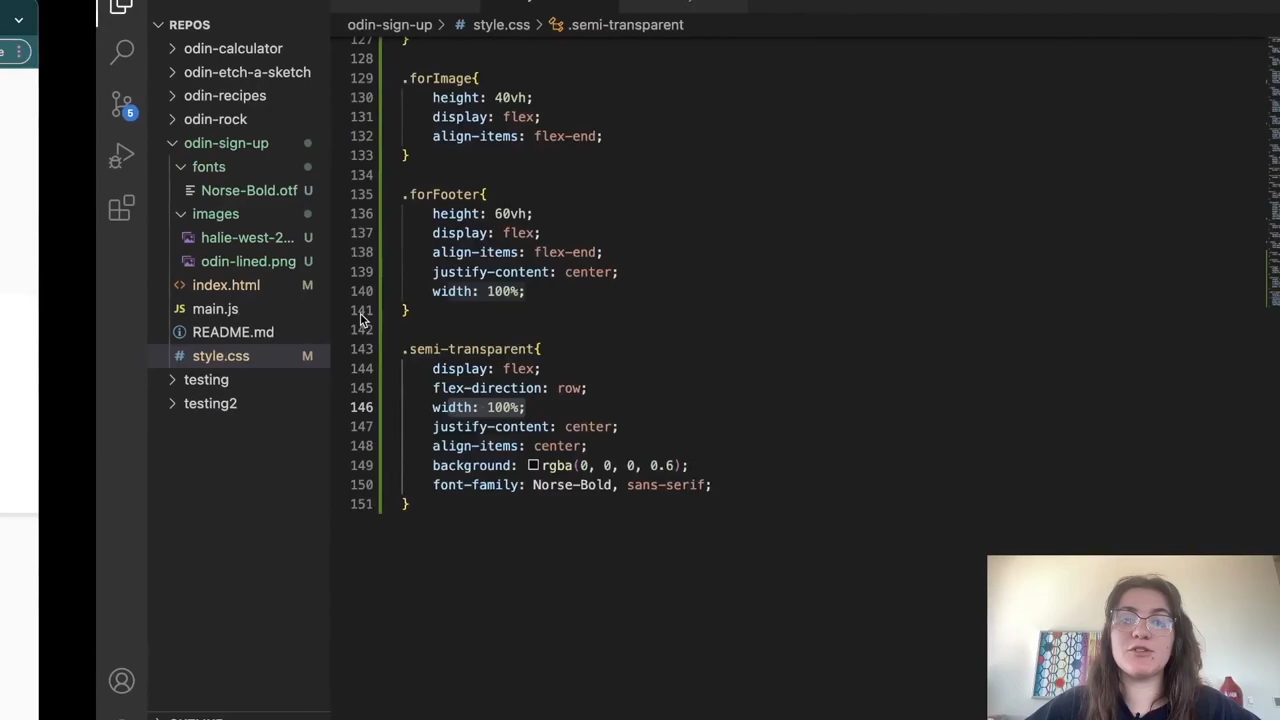 REPOS
odin-calculator
odin-etch-a-sketch
odin-recipes
odin-rock
odin-sign-up
fonts
Norse-Bold.otf U
images
halie-west-2... U
odin-lined.png U
index.html M
main.js
README.md
style.css M
testing
testing2
5
odin-sign-up > # style.css > .semi-transparent
127 }
128
129 .forImage{
130 height: 40vh;
131 display: flex;
132 align-items: flex-end;
133 }
134
135 .forFooter{
136 height: 60vh;
137 display: flex;
138 align-items: flex-end;
139 justify-content: center;
140 width: 100%;
141 }
142
143 .semi-transparent{
144 display: flex;
145 flex-direction: row;
146 width: 100%;
147 justify-content: center;
148 align-items: center;
149 background: rgba(0, 0, 0, 0.6);
150 font-family: Norse-Bold, sans-serif;
151 }